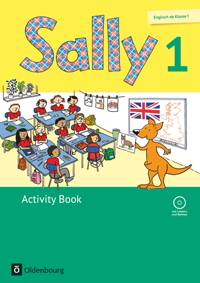 Englisch ab Klasse 1
Sally 1
Activity Book
Oldenbourg